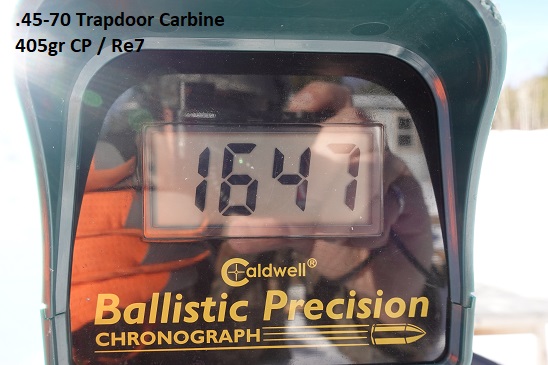 .45-70 Trapdoor Carbine
405gr CP / Re7
1647
Caldwell®
Ballistic Precision
CHRONOGRAPH